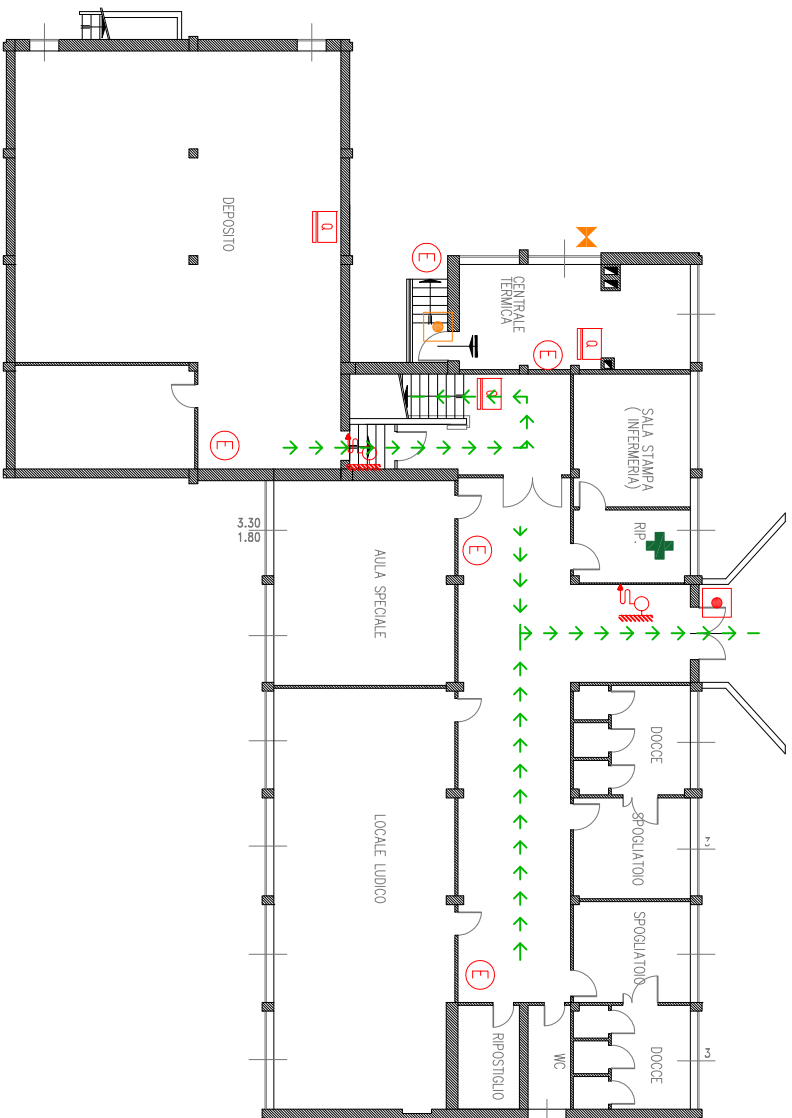 DEPOSITO
Q
E
CENTRALE
TERMICA
Q
E
Q
SALA STAMPA
( INFERMERIA)
E
RIP.
3.30
1.80
E
AULA SPECIALE
DOCCE
LOCALE LUDICO
SPOGLIATOIO
3
SPOGLIATOIO
E
RIPOSTIGLIO
WC
DOCCE
3